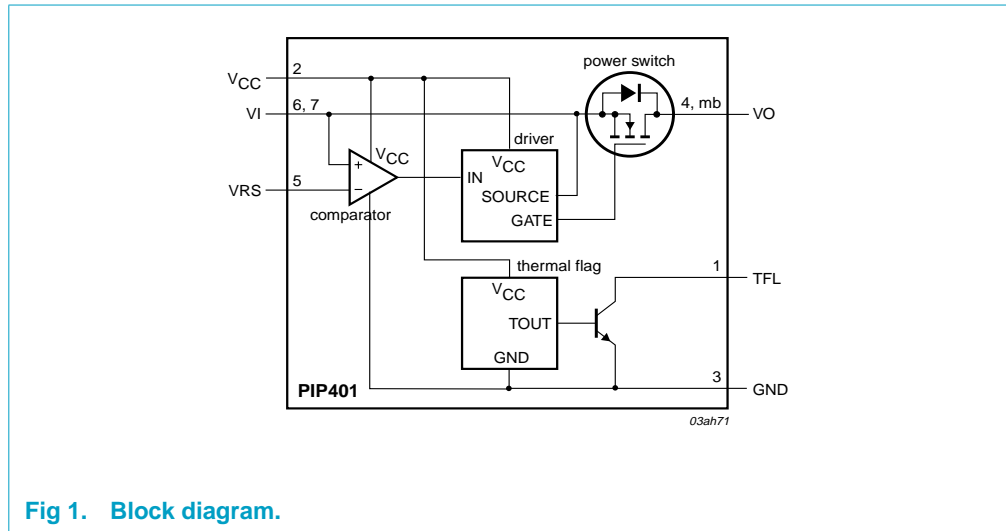 power switch
2
VCC
6, 7
VI
4, mb
VO
driver
VCC
+
VCC
IN
5
VRS
−
SOURCE
comparator
GATE
thermal flag
1
TFL
VCC
TOUT
GND
3
PIP401
GND
03ah71
Fig 1. Block diagram.